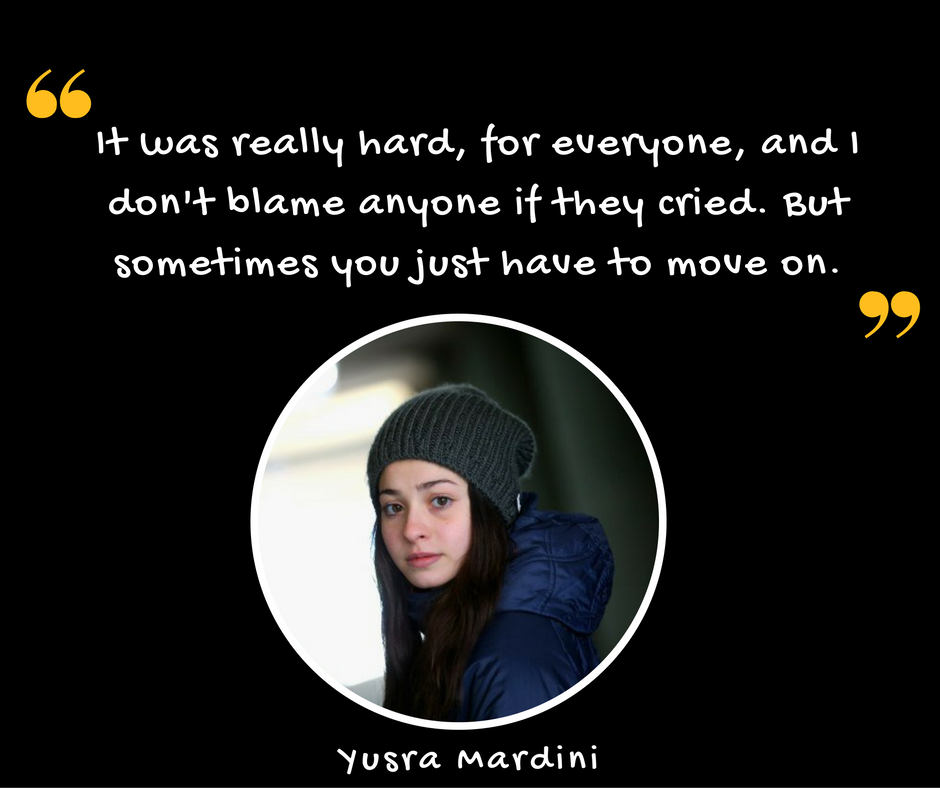 “
It was really hard, for everyone, and I
don't blame anyone if they cried. But
sometimes you just have to move on.
”
Yusra Mardini